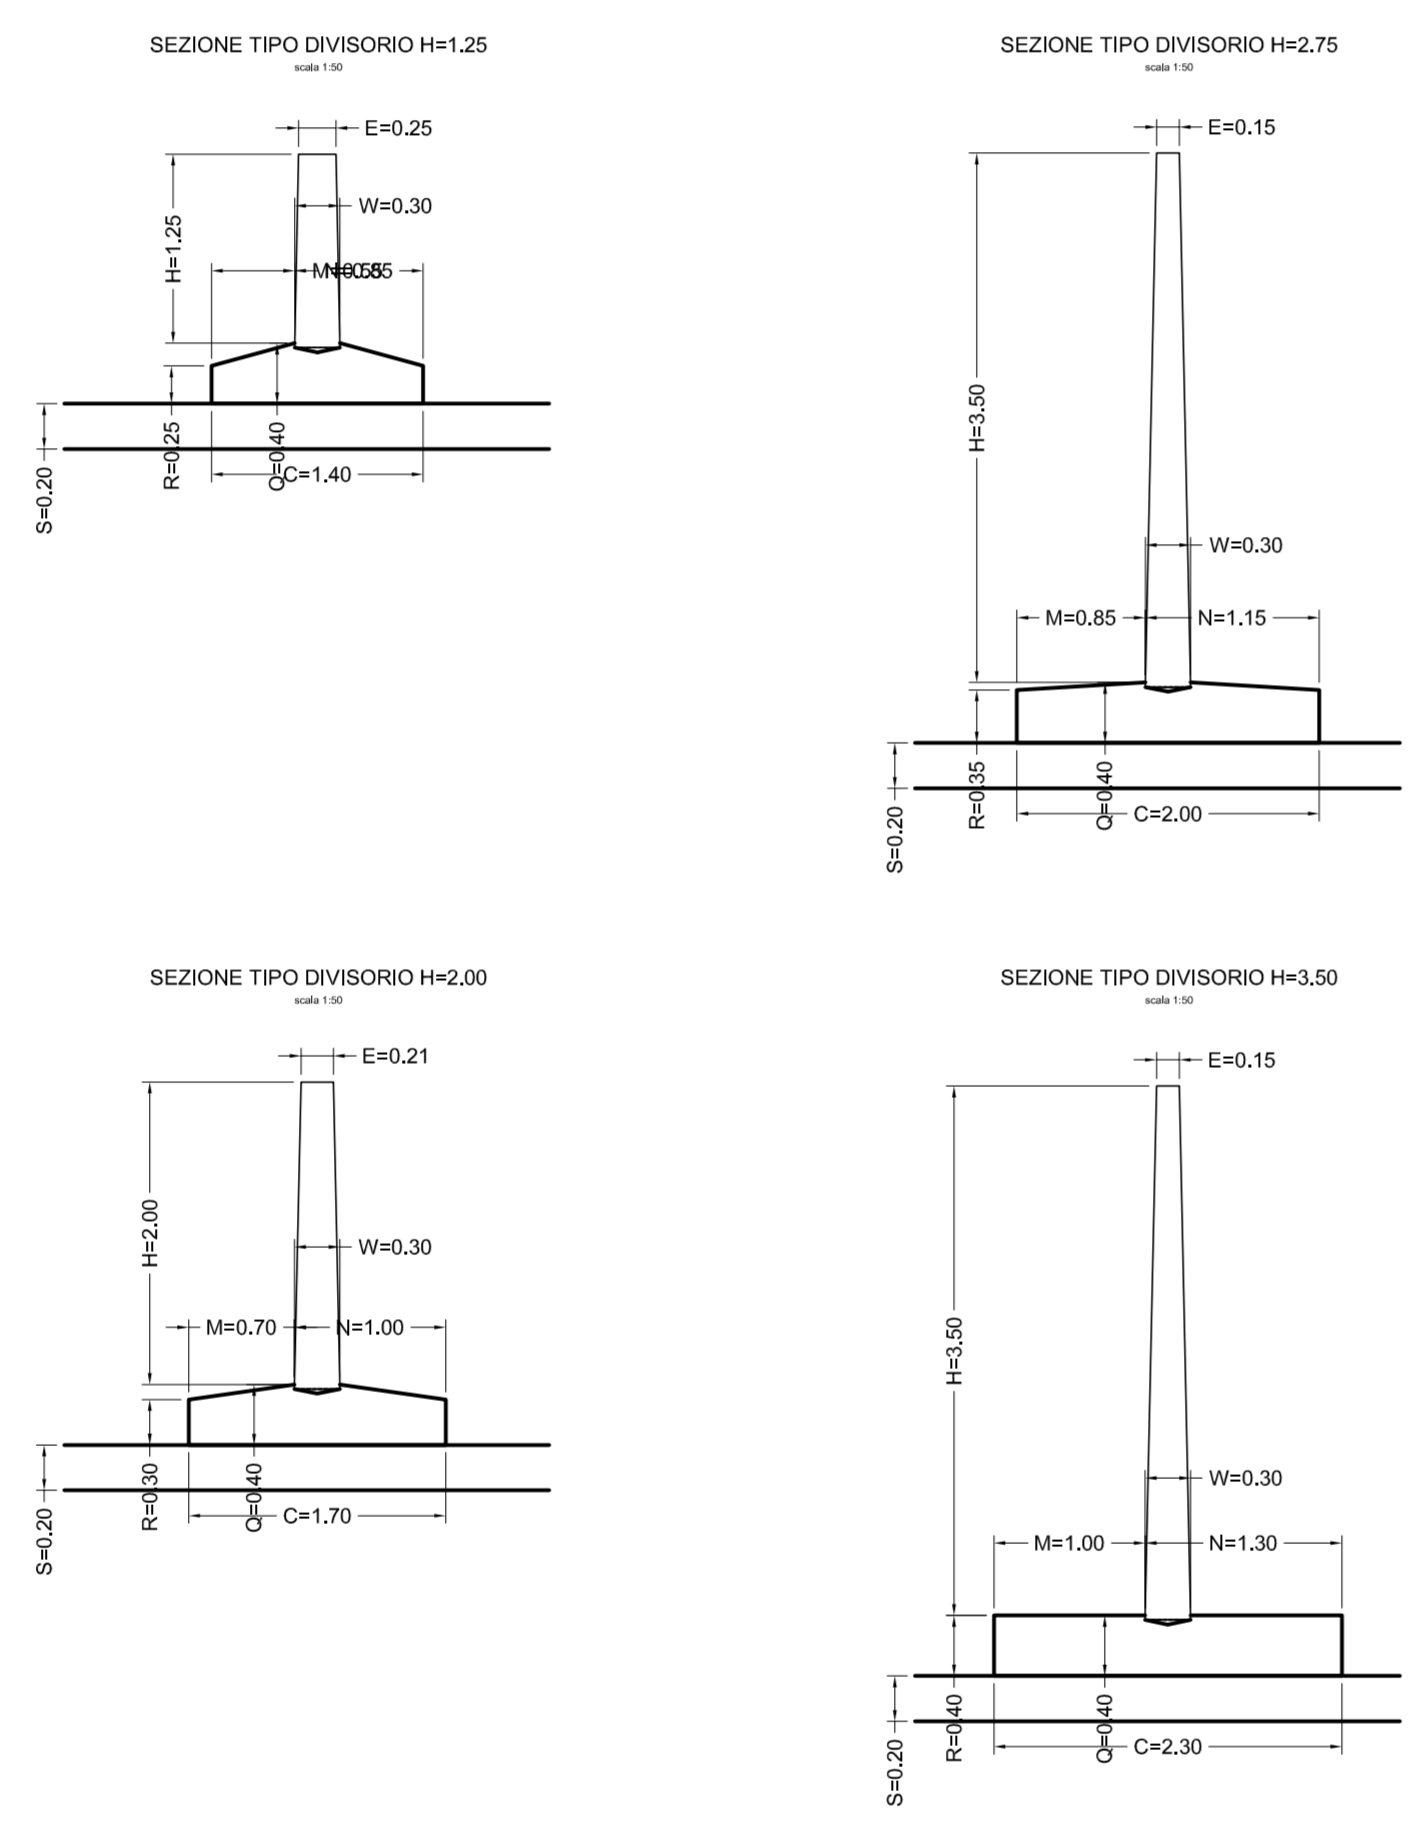 SEZIONE TIPO DIVISORIO H=1.25
scala 1:50
E=0.25
W=0.30
H=1.25
M=0.55
N=0.85
R=0.25
Q=0.40
C=1.40
S=0.20
SEZIONE TIPO DIVISORIO H=2.75
scala 1:50
E=0.15
H=3.50
W=0.30
M=0.85
N=1.15
R=0.35
Q=0.40
C=2.00
S=0.20
SEZIONE TIPO DIVISORIO H=2.00
scala 1:50
E=0.21
H=2.00
W=0.30
M=0.70
N=1.00
R=0.30
Q=0.40
C=1.70
S=0.20
SEZIONE TIPO DIVISORIO H=3.50
scala 1:50
E=0.15
H=3.50
W=0.30
M=1.00
N=1.30
R=0.40
Q=0.40
C=2.30
S=0.20